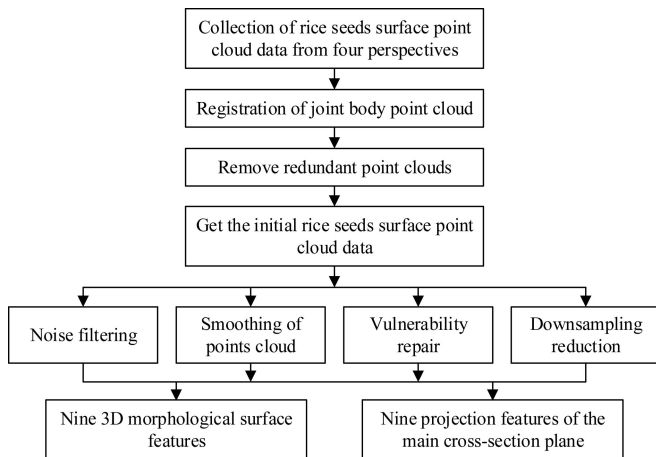 Collection of rice seeds surface point
cloud data from four perspectives
Registration of joint body point cloud
Remove redundant point clouds
Get the initial rice seeds surface point
cloud data
Noise filtering
Smoothing of
points cloud
Vulnerability
repair
Downsampling
reduction
Nine 3D morphological surface
features
Nine projection features of the
main cross-section plane